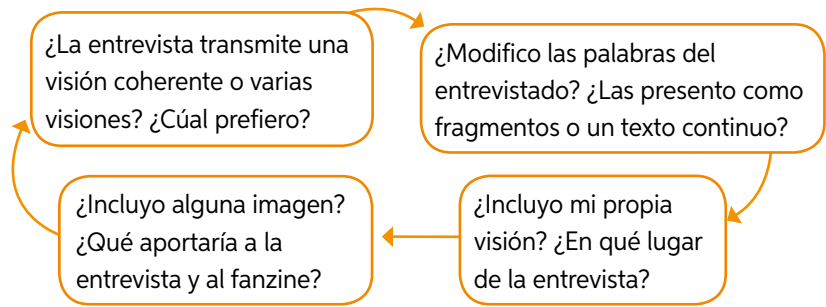 ¿La entrevista transmite una
visión coherente o varias
visiones? ¿Cúal prefiero?
¿Modifico las palabras del
entrevistado? ¿Las presento como
fragmentos o un texto continuo?
¿Incluyo mi propia
visión? ¿En qué lugar
de la entrevista?
¿Incluyo alguna imagen?
¿Qué aportaría a la
entrevista y al fanzine?